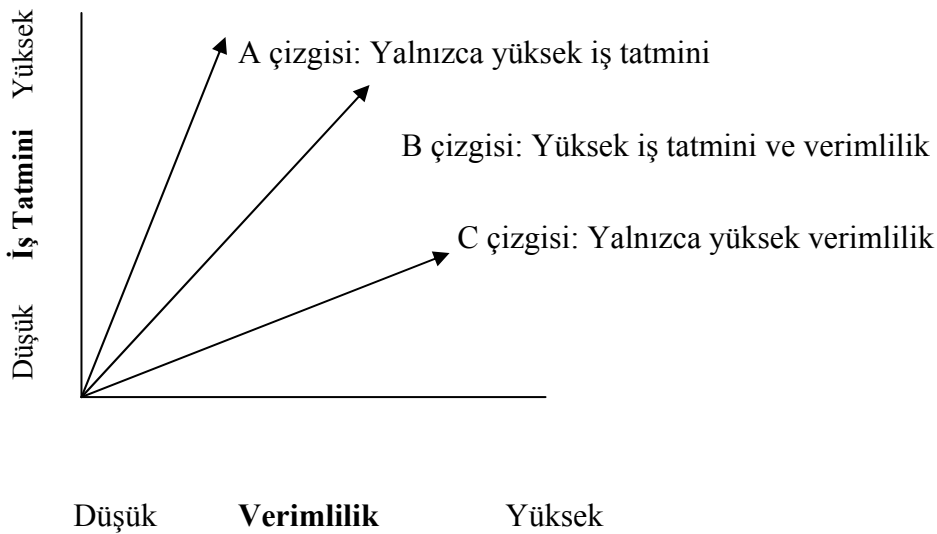 Yüksek
A çizgisi: Yalnızca yüksek iş tatmini
İş Tatmini
B çizgisi: Yüksek iş tatmini ve verimlilik
C çizgisi: Yalnızca yüksek verimlilik
Düşük
Düşük Verimlilik Yüksek